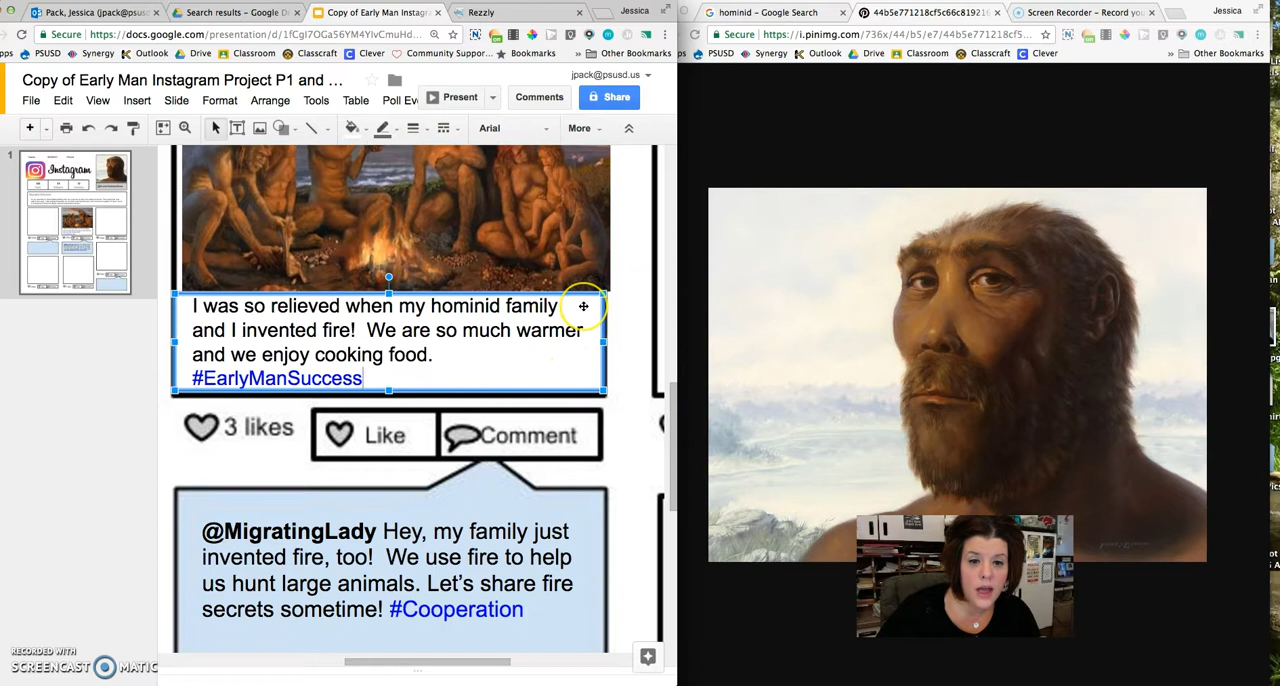 Pack, Jessica (jpack@psusd
Search results – Google D
Copy of Early Man Instagram
Rezzly
Jessica
Secure
https://docs.google.com/presentation/d/1fCgI7OGa56YM4YlvCmuHd...
PSUSD
Synergy
Outlook
Drive
Classroom
Classcraft
Clever
Community Suppor...
Bookmarks
Other Bookmarks
Copy of Early Man Instagram Project P1 and ...
jpack@psusd.us
File Edit View Insert Slide Format Arrange Tools Table Poll Ev
Present
Comments
Share
Arial
More
1
Instagram
I was so relieved when my hominid family
and I invented fire! We are so much warmer
and we enjoy cooking food.
#EarlyManSuccess
3 likes
Like
Comment
@MigratingLady Hey, my family just
invented fire, too! We use fire to help
us hunt large animals. Let's share fire
secrets sometime! #Cooperation
RECORDED WITH
SCREENCAST MATIC
hominid – Google Search
44b5e771218cf5c66c819216
Screen Recorder – Record you
Jessica
Secure
https://i.pinimg.com/736x/44/b5/e7/44b5e771218cf5...
PSUSD
Synergy
Outlook
Drive
Classroom
Classcraft
Clever
Other Bookmarks